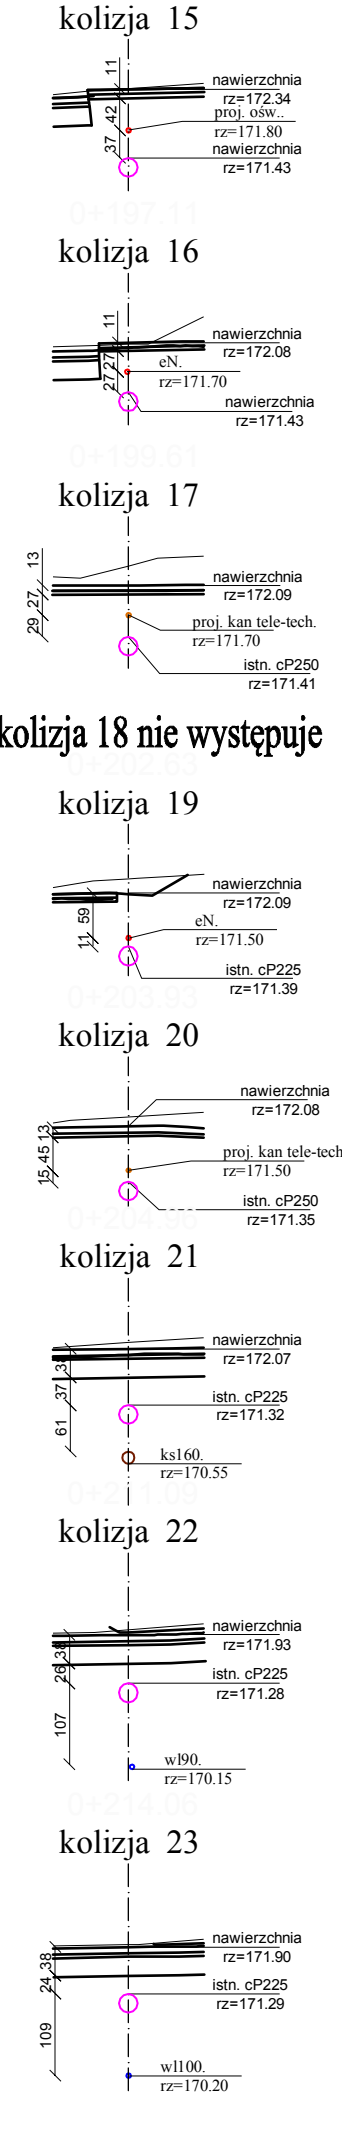 kolizja 15
11
42
37
nawierzchnia
rz=172.34
proj. ośw..
rz=171.80
nawierzchnia
rz=171.43
0+197.11
kolizja 16
11
27
27
nawierzchnia
rz=172.08
eN.
rz=171.70
nawierzchnia
rz=171.43
0+199.61
kolizja 17
13
27
29
nawierzchnia
rz=172.09
proj. kan tele-tech.
rz=171.70
istn. cP250
rz=171.41
kolizja 18 nie występuje
0+202.63
kolizja 19
59
11
nawierzchnia
rz=172.09
eN.
rz=171.50
istn. cP225
rz=171.39
0+203.93
kolizja 20
13
45
15
nawierzchnia
rz=172.08
proj. kan tele-tech
rz=171.50
istn. cP250
rz=171.35
0+204.96
kolizja 21
38
37
61
nawierzchnia
rz=172.07
istn. cP225
rz=171.32
ks160.
rz=170.55
0+211.09
kolizja 22
38
26
107
nawierzchnia
rz=171.93
istn. cP225
rz=171.28
wl90.
rz=170.15
0+214.06
kolizja 23
38
24
109
nawierzchnia
rz=171.90
istn. cP225
rz=171.29
wl100.
rz=170.20